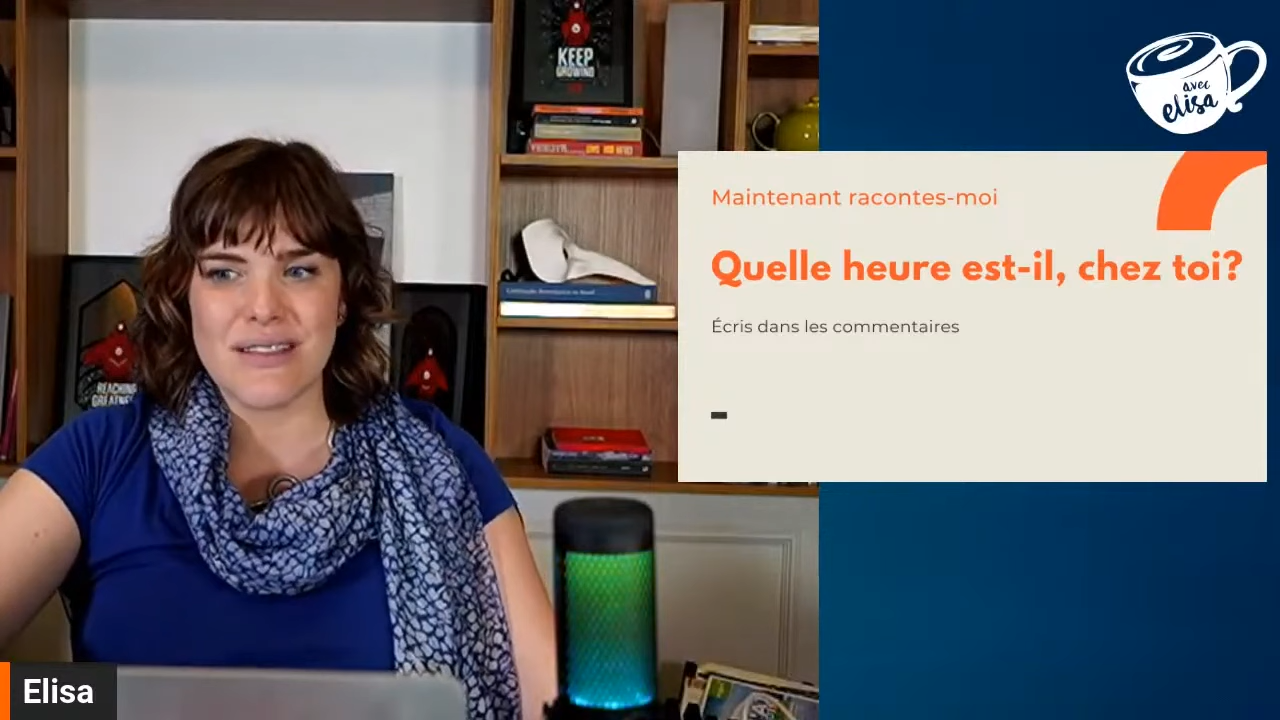 KEEP
GROWING
avec
elisa
Maintenant racontes-moi
Quelle heure est-il, chez toi?
Écris dans les commentaires
REACHING
GREATNESS
Elisa